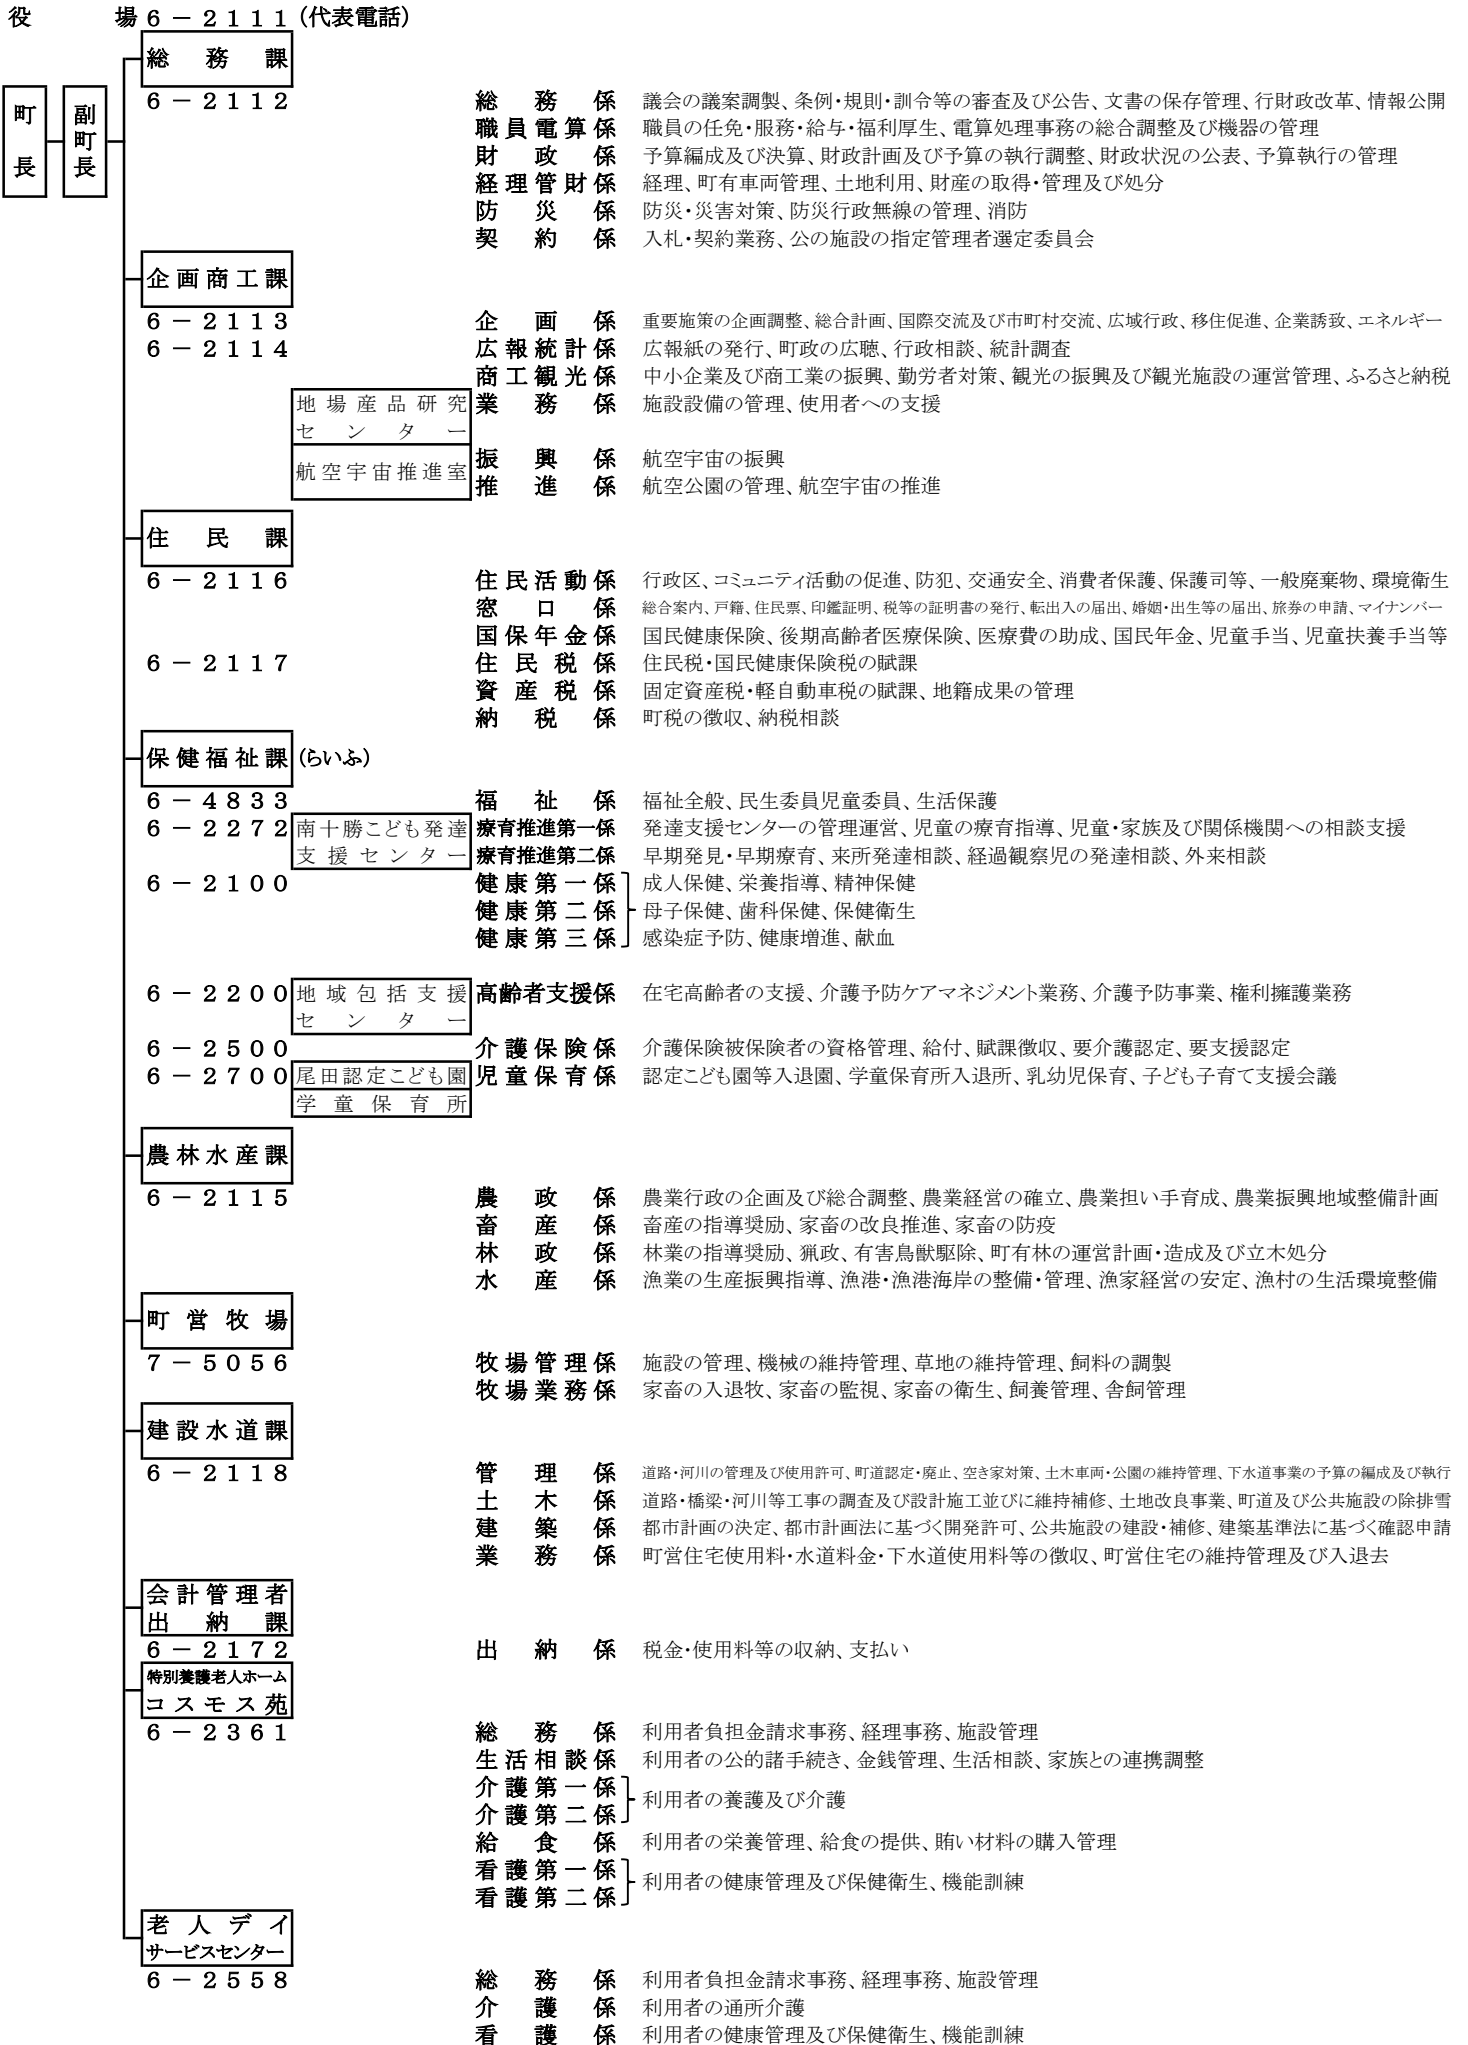 役場 6－2111 (代表電話)
総務課
町長
副町長
6－2112 総務係 議会の議案調製、条例・規則・訓令等の審査及び公告、文書の保存管理、行財政改革、情報公開
職員電算係 職員の任免・服務・給与・福利厚生、電算処理事務の総合調整及び機器の管理
財政係 予算編成及び決算、財政計画及び予算の執行調整、財政状況の公表、予算執行の管理
経理管財係 経理、町有車両管理、土地利用、財産の取得・管理及び処分
防災係 防災・災害対策、防災行政無線の管理、消防
契約係 入札・契約業務、公の施設の指定管理者選定委員会
企画商工課
6－2113 企画係 重要施策の企画調整、総合計画、国際交流及び市町村交流、広域行政、移住促進、企業誘致、エネルギー
6－2114 広報統計係 広報紙の発行、町政の広聴、行政相談、統計調査
商工観光係 中小企業及び商工業の振興、勤労者対策、観光の振興及び観光施設の運営管理、ふるさと納税
地場産品研究 業務係 施設設備の管理、使用者への支援
センター
航空宇宙推進室 振興係 航空宇宙の振興
推進係 航空公園の管理、航空宇宙の推進
住民課
6－2116 住民活動係 行政区、コミュニティ活動の促進、防犯、交通安全、消費者保護、保護司等、一般廃棄物、環境衛生
窓口係 総合案内、戸籍、住民票、印鑑証明、税等の証明書の発行、転出入の届出、婚姻・出生等の届出、旅券の申請、マイナンバー
国保年金係 国民健康保険、後期高齢者医療保険、医療費の助成、国民年金、児童手当、児童扶養手当等
6－2117 住民税係 住民税・国民健康保険税の賦課
資産税係 固定資産税・軽自動車税の賦課、地籍成果の管理
納税係 町税の徴収、納税相談
保健福祉課 (らいふ)
6－4833 福祉係 福祉全般、民生委員児童委員、生活保護
6－2272 南十勝こども発達 療育推進第一係 発達支援センターの管理運営、児童の療育指導、児童・家族及び関係機関への相談支援
支援センター 療育推進第二係 早期発見・早期療育、来所発達相談、経過観察児の発達相談、外来相談
6－2100 健康第一係 成人保健、栄養指導、精神保健
健康第二係 母子保健、歯科保健、保健衛生
健康第三係 感染症予防、健康増進、献血
6－2200 地域包括支援 高齢者支援係 在宅高齢者の支援、介護予防ケアマネジメント業務、介護予防事業、権利擁護業務
センター
6－2500 介護保険係 介護保険被保険者の資格管理、給付、賦課徴収、要介護認定、要支援認定
6－2700 尾田認定こども園 児童保育係 認定こども園等入退園、学童保育所入退所、乳幼児保育、子ども子育て支援会議
学童保育所
農林水産課
6－2115 農政係 農業行政の企画及び総合調整、農業経営の確立、農業担い手育成、農業振興地域整備計画
畜産係 畜産の指導奨励、家畜の改良推進、家畜の防疫
林政係 林業の指導奨励、猟政、有害鳥獣駆除、町有林の運営計画・造成及び立木処分
水産係 漁業の生産振興指導、漁港・漁港海岸の整備・管理、漁家経営の安定、漁村の生活環境整備
町営牧場
7－5056 牧場管理係 施設の管理、機械の維持管理、草地の維持管理、飼料の調製
牧場業務係 家畜の入退牧、家畜の監視、家畜の衛生、飼養管理、舎飼管理
建設水道課
6－2118 管理係 道路・河川の管理及び使用許可、町道認定・廃止、空き家対策、土木車両・公園の維持管理、下水道事業の予算の編成及び執行
土木係 道路・橋梁・河川等工事の調査及び設計施工並びに維持補修、土地改良事業、町道及び公共施設の除排雪
建築係 都市計画の決定、都市計画法に基づく開発許可、公共施設の建設・補修、建築基準法に基づく確認申請
業務係 町営住宅使用料・水道料金・下水道使用料等の徴収、町営住宅の維持管理及び入退去
会計管理者
出納課
6－2172 出納係 税金・使用料等の収納、支払い
特別養護老人ホーム
コスモス苑
6－2361 総務係 利用者負担金請求事務、経理事務、施設管理
生活相談係 利用者の公的諸手続き、金銭管理、生活相談、家族との連携調整
介護第一係
介護第二係 利用者の養護及び介護
給食係 利用者の栄養管理、給食の提供、賄い材料の購入管理
看護第一係
看護第二係 利用者の健康管理及び保健衛生、機能訓練
老人デイ
サービスセンター
6－2558 総務係 利用者負担金請求事務、経理事務、施設管理
介護係 利用者の通所介護
看護係 利用者の健康管理及び保健衛生、機能訓練